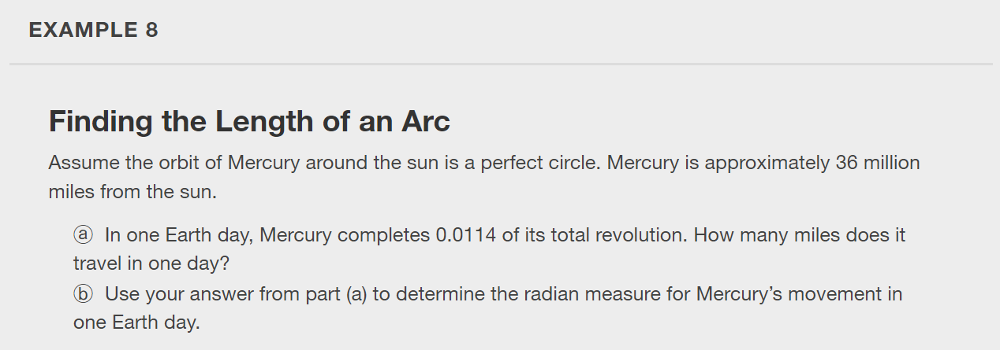 EXAMPLE 8
Finding the Length of an Arc
Assume the orbit of Mercury around the sun is a perfect circle. Mercury is approximately 36 million
miles from the sun.
ⓐ In one Earth day, Mercury completes 0.0114 of its total revolution. How many miles does it
travel in one day?
ⓑ Use your answer from part (a) to determine the radian measure for Mercury’s movement in
one Earth day.